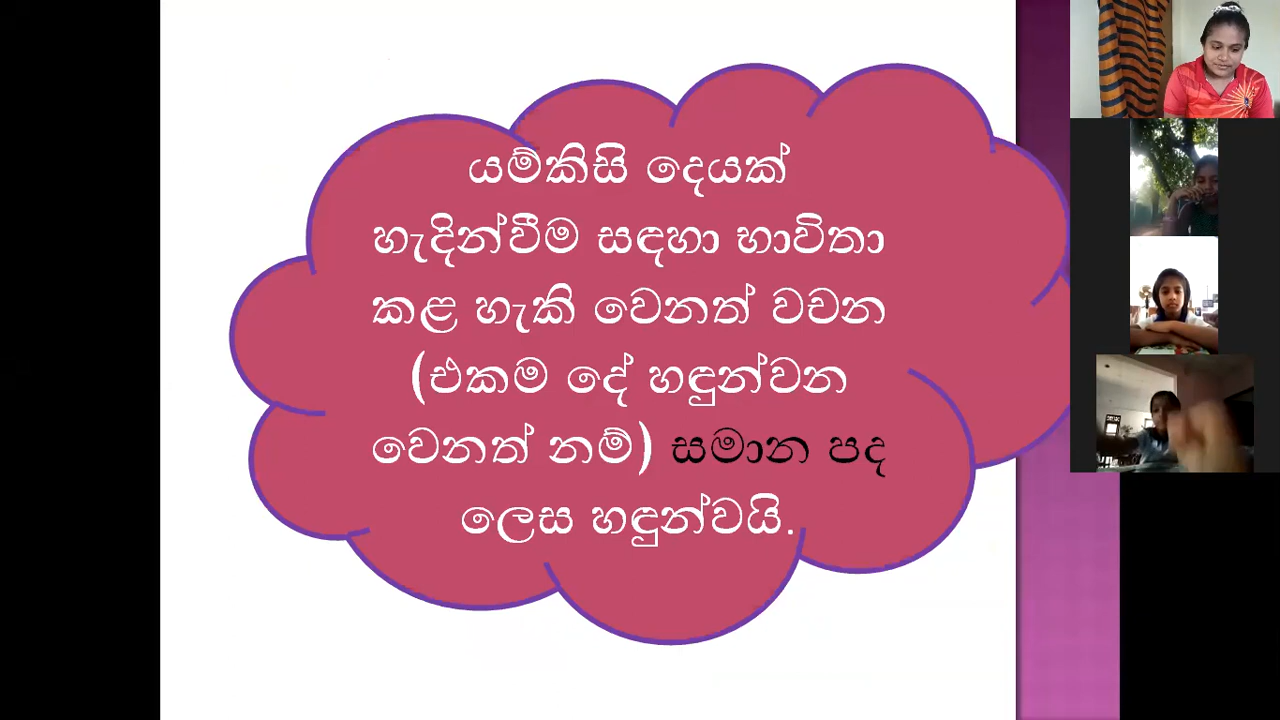 යම්කිසි දෙයක්
හැදින්වීම සඳහා භාවිතා
කළ හැකි වෙනත් වචන
(එකම දේ හඳුන්වන
වෙනත් නම්) සමාන පද
ලෙස හඳුන්වයි.